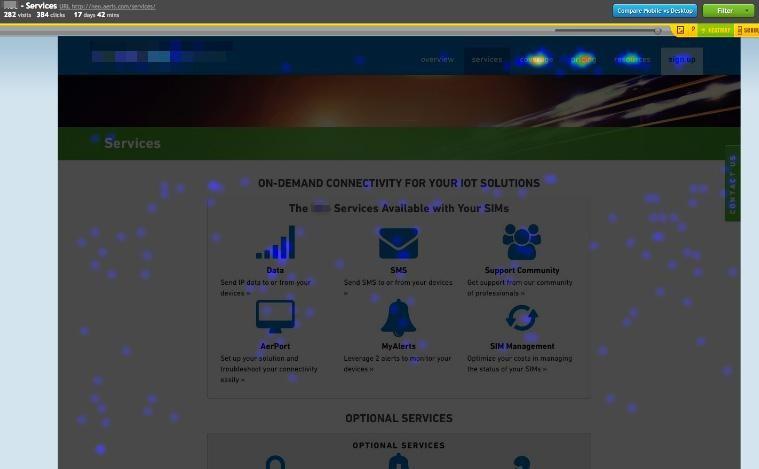 - Services URL http://neo.aeris.com/services/
282 visits 384 clicks 17 days 42 mins
Compare Mobile vs Desktop
Filter
HEATMAP
overview services coverage pricing resources sign up
Services
CONTACT US
ON-DEMAND CONNECTIVITY FOR YOUR IOT SOLUTIONS
The Services Available with Your SIMs
Data SMS Support Community
Send IP data to or from your Send SMS to or from your devices Get support from our community
devices » » of professionals »
AerPort MyAlerts SIM Management
Set up your solution and Leverage 2 alerts to monitor your Optimize your costs in managing
troubleshoot your connectivity devices » the status of your SIMs »
easily »
OPTIONAL SERVICES
OPTIONAL SERVICES